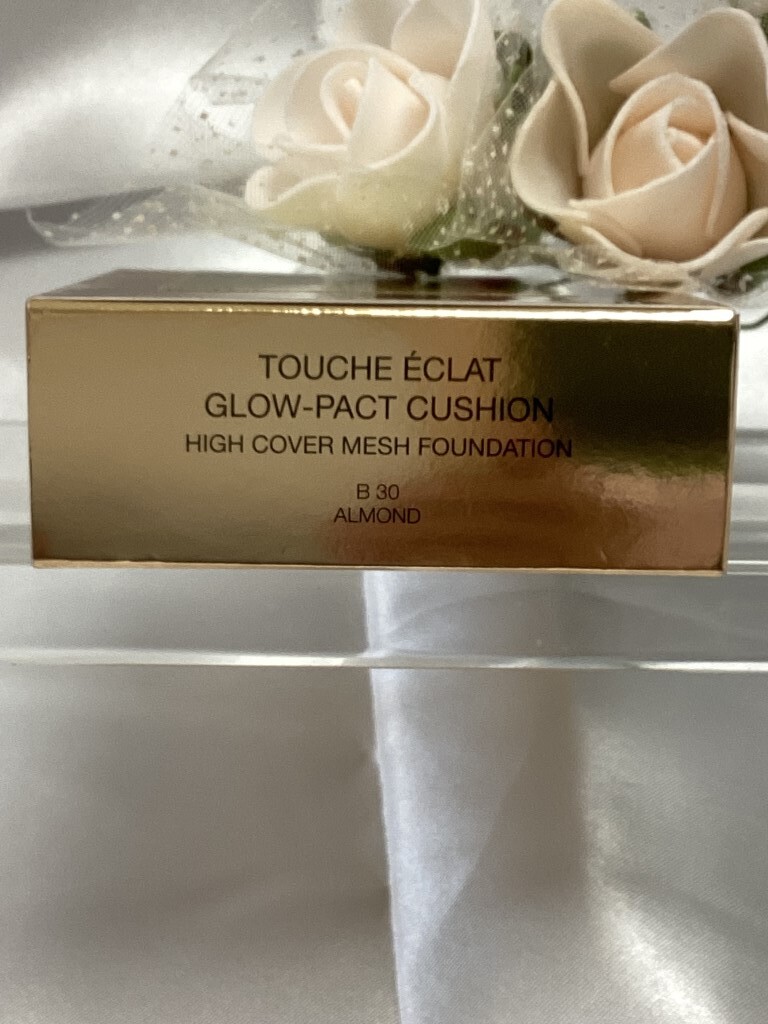 TOUCHE ÉCLAT
GLOW-PACT CUSHION
HIGH COVER MESH FOUNDATION
B 30
ALMOND